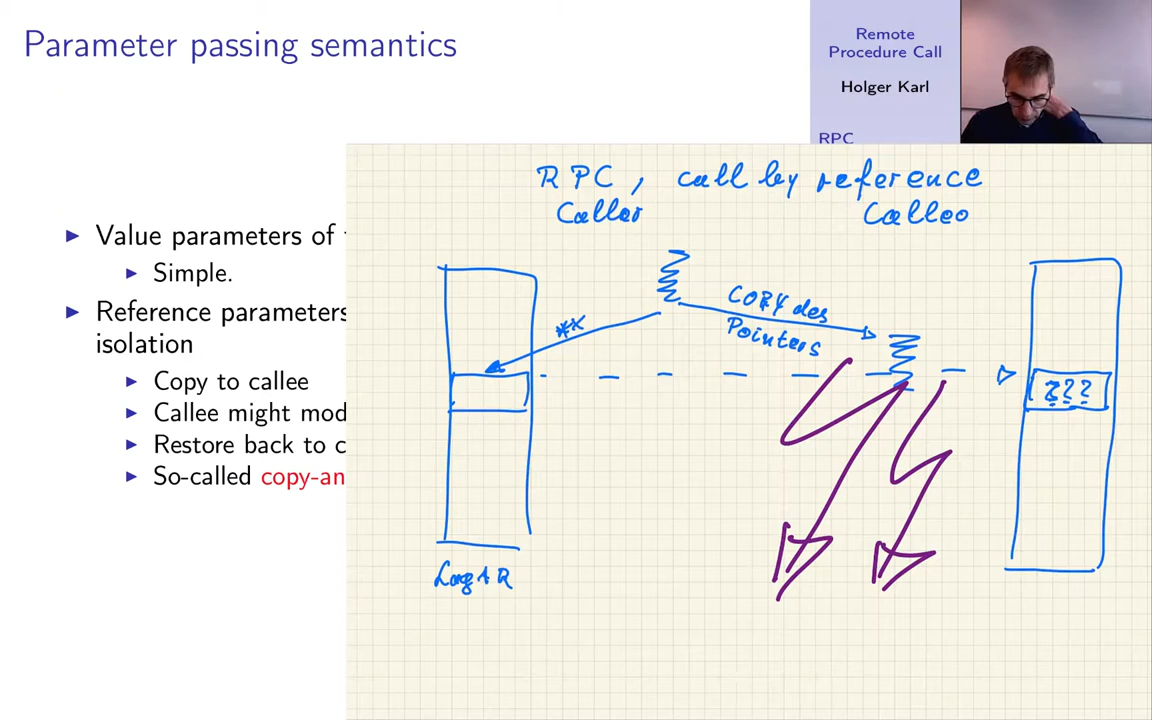 Parameter passing semantics
Remote
Procedure Call
Holger Karl
RPC
RPC, call by reference
Caller
Callee
Value parameters of
Simple.
Reference parameters
isolation
Copy to callee
Callee might mod
Restore back to c
So-called copy-an
**
COPY des
Pointers
???